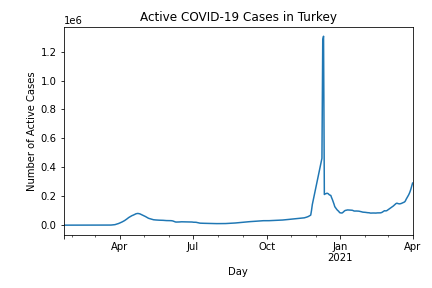 Active COVID-19 Cases in Turkey
1e6
Number of Active Cases
1.2
1.0
0.8
0.6
0.4
0.2
0.0
Apr
Jul
Oct
Jan
2021
Apr
Day